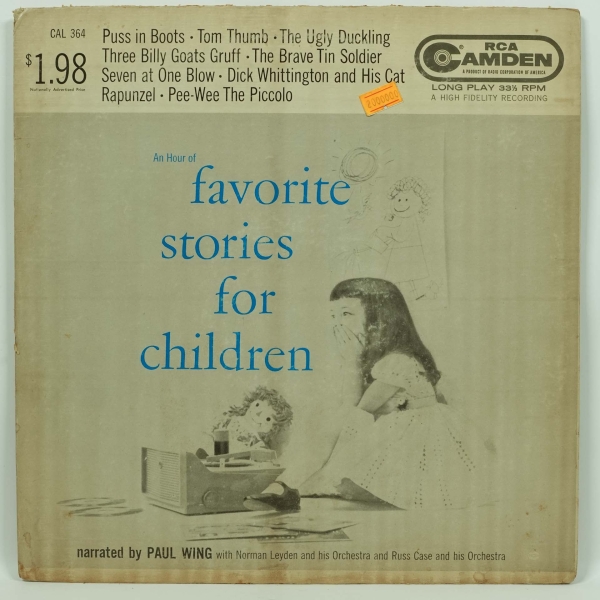 CAL 364
$1.98
Nationally Advertised Price
Puss in Boots · Tom Thumb · The Ugly Duckling
Three Billy Goats Gruff · The Brave Tin Soldier
Seven at One Blow · Dick Whittington and His Cat
Rapunzel · Pee-Wee The Piccolo
RCA
CAMDEN
A PRODUCT OF RADIO CORPORATION OF AMERICA
LONG PLAY 33⅓ RPM
A HIGH FIDELITY RECORDING
An Hour of
favorite
stories
for
children
narrated by PAUL WING with Norman Leyden and his Orchestra and Russ Case and his Orchestra